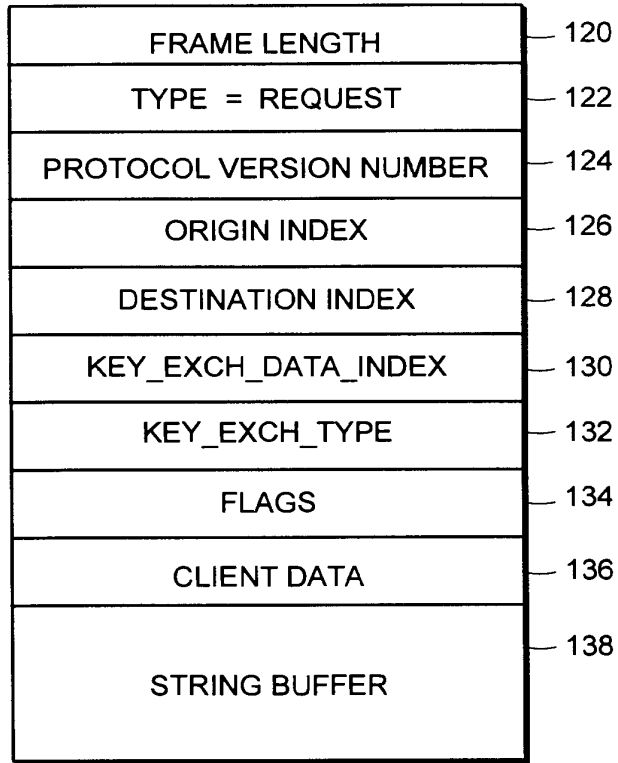 FRAME LENGTH 120
TYPE = REQUEST 122
PROTOCOL VERSION NUMBER 124
ORIGIN INDEX 126
DESTINATION INDEX 128
KEY_EXCH_DATA_INDEX 130
KEY_EXCH_TYPE 132
FLAGS 134
CLIENT DATA 136
STRING BUFFER 138